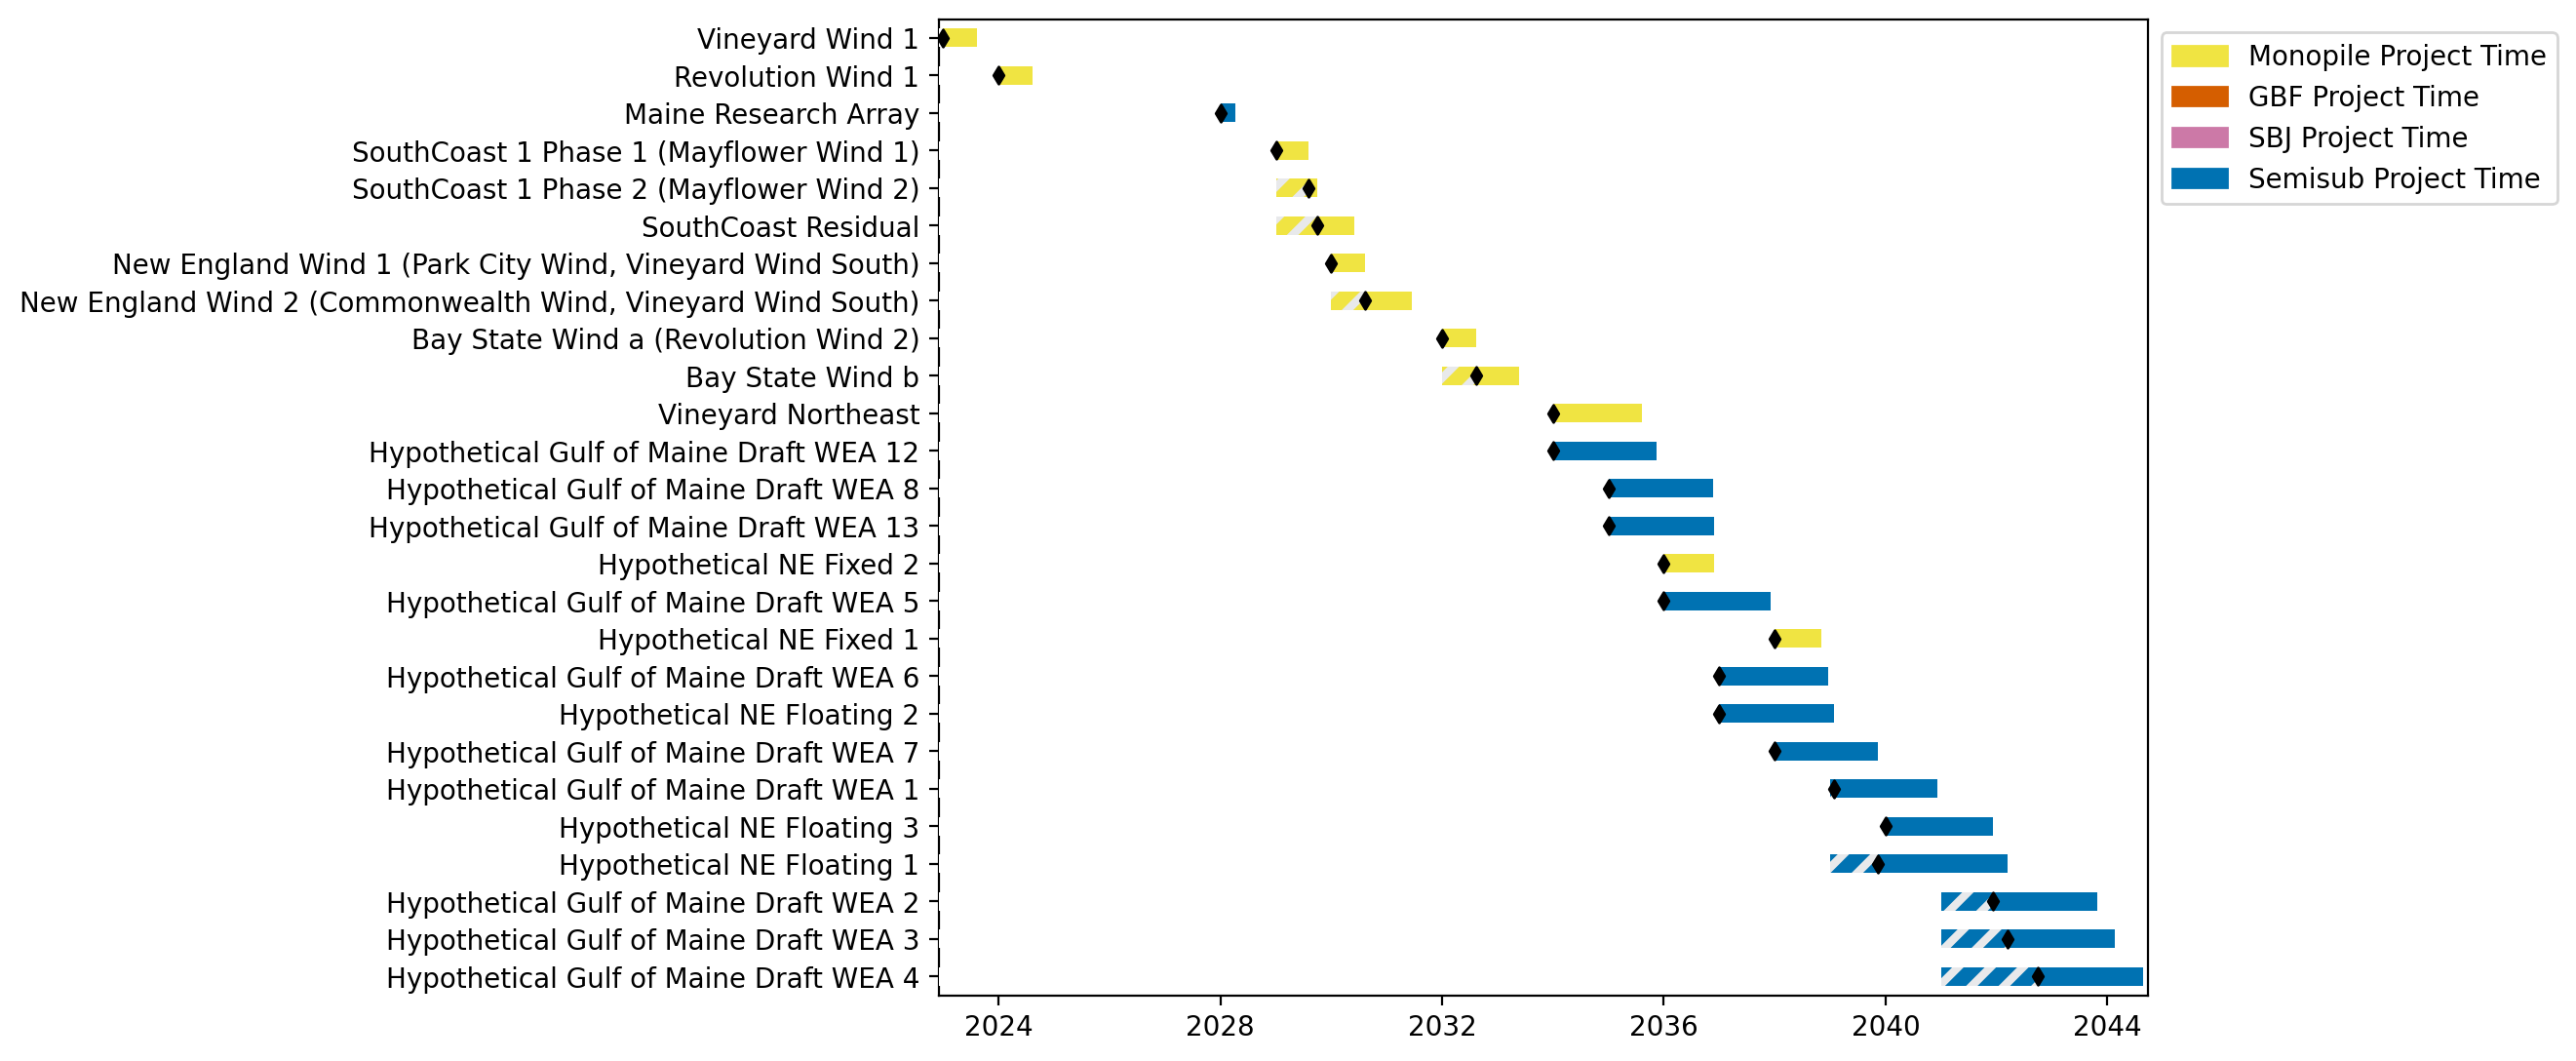 Vineyard Wind 1
Revolution Wind 1
Maine Research Array
SouthCoast 1 Phase 1 (Mayflower Wind 1)
SouthCoast 1 Phase 2 (Mayflower Wind 2)
SouthCoast Residual
New England Wind 1 (Park City Wind, Vineyard Wind South)
New England Wind 2 (Commonwealth Wind, Vineyard Wind South)
Bay State Wind a (Revolution Wind 2)
Bay State Wind b
Vineyard Northeast
Hypothetical Gulf of Maine Draft WEA 12
Hypothetical Gulf of Maine Draft WEA 8
Hypothetical Gulf of Maine Draft WEA 13
Hypothetical NE Fixed 2
Hypothetical Gulf of Maine Draft WEA 5
Hypothetical NE Fixed 1
Hypothetical Gulf of Maine Draft WEA 6
Hypothetical NE Floating 2
Hypothetical Gulf of Maine Draft WEA 7
Hypothetical Gulf of Maine Draft WEA 1
Hypothetical NE Floating 3
Hypothetical NE Floating 1
Hypothetical Gulf of Maine Draft WEA 2
Hypothetical Gulf of Maine Draft WEA 3
Hypothetical Gulf of Maine Draft WEA 4
2024 2028 2032 2036 2040 2044
Monopile Project Time
GBF Project Time
SBJ Project Time
Semisub Project Time